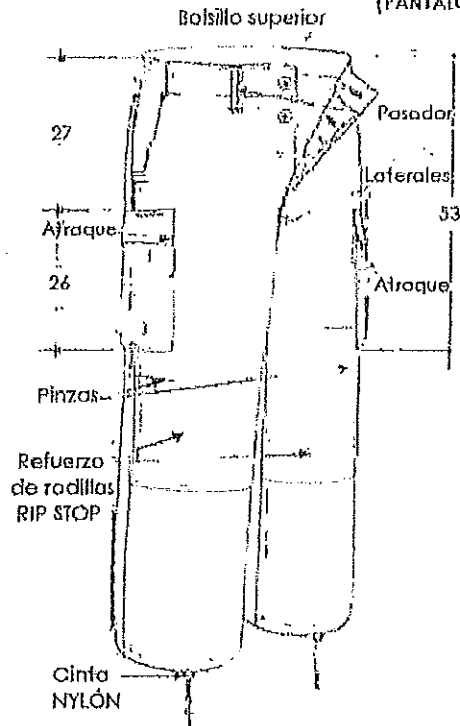 Bolsillo superior
27
Pasador
Laterales
53
Atraque
26
Atraque
Pinzas
Refuerzo
de rodillas
RIP STOP
Cinta
NYLÓN